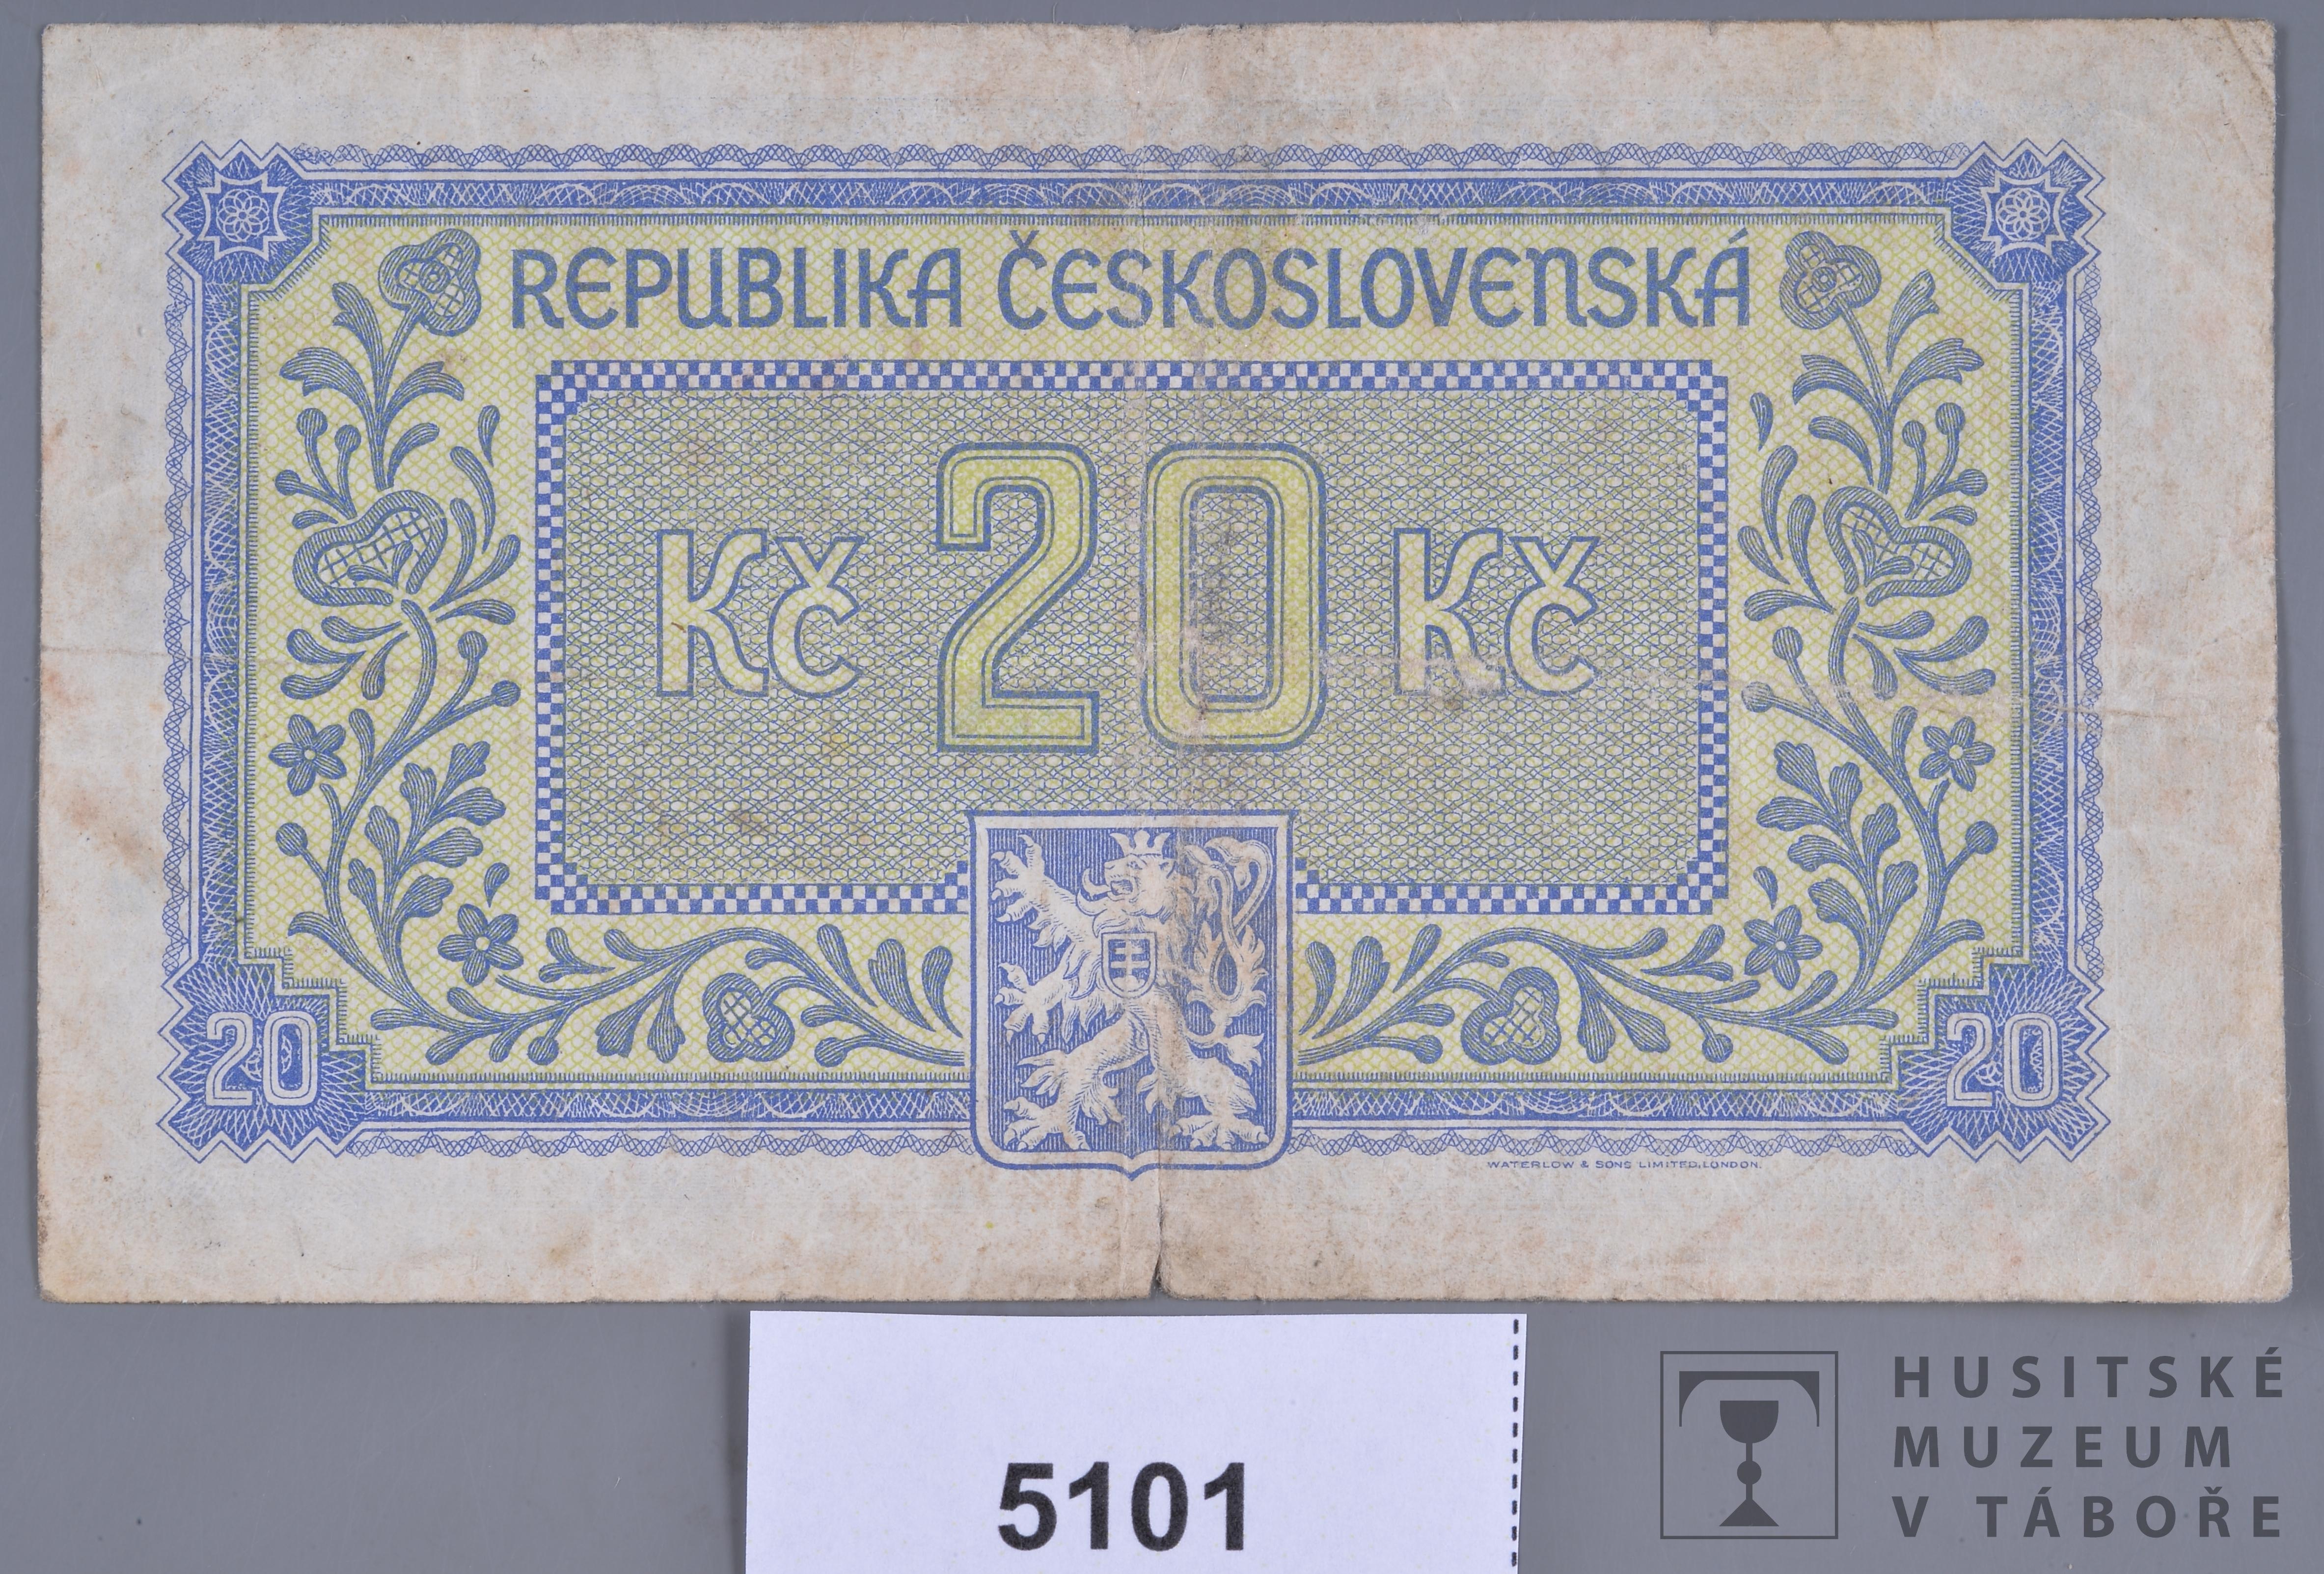 REPUBLIKA ČESKOSLOVENSKÁ
Kč 20 Kč
20
20
WATERLOW & SONS LIMITED, LONDON.
5101
HUSITSKÉ
MUZEUM
V TÁBOŘE